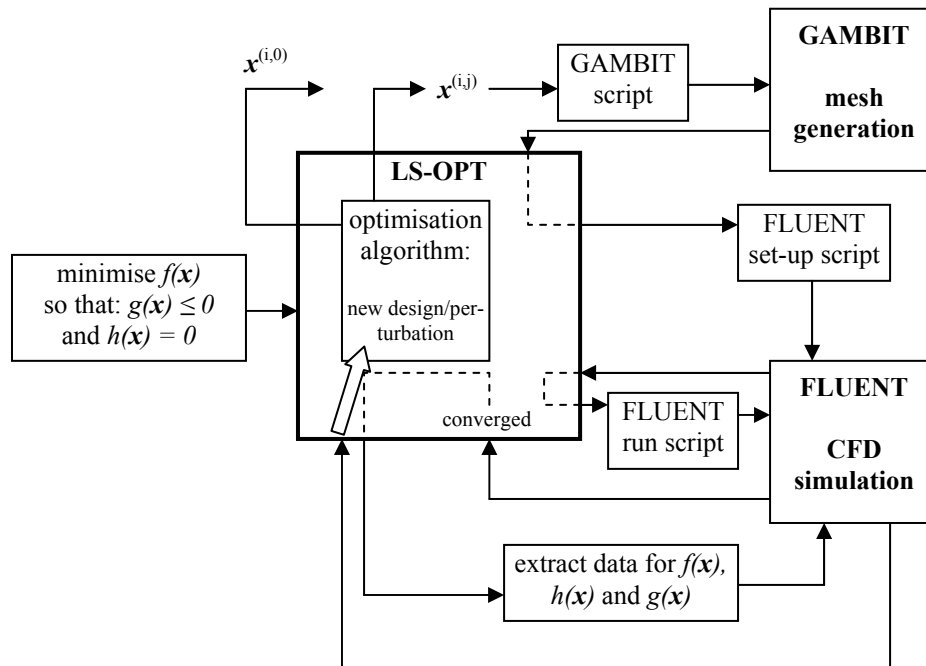 x(i,0)
x(i,j)
GAMBIT
script
GAMBIT
mesh
generation
LS-OPT
optimisation
algorithm:
new design/per-
turbation
converged
minimise f(x)
so that: g(x) ≤ 0
and h(x) = 0
FLUENT
set-up script
FLUENT
run script
FLUENT
CFD
simulation
extract data for f(x),
h(x) and g(x)